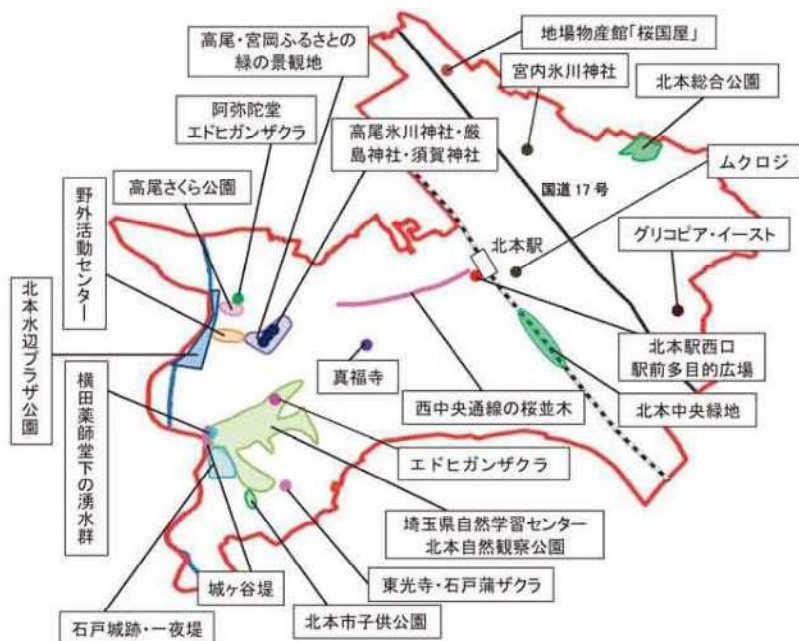 高尾・宮岡ふるさとの
緑の景観地
地場物産館「桜国屋」
宮内氷川神社
北本総合公園
阿弥陀堂
エドヒガンザクラ
高尾氷川神社・厳
島神社・須賀神社
ムクロジ
高尾さくら公園
国道17号
野外活動センター
北本駅
グリコピア・イースト
北本水辺プラザ公園
北本駅西口
駅前多目的広場
真福寺
西中央通線の桜並木
北本中央緑地
横田薬師堂下の湧水群
エドヒガンザクラ
埼玉県自然学習センター
北本自然観察公園
城ヶ谷堤
東光寺・石戸蒲ザクラ
石戸城跡・一夜堤
北本市子供公園